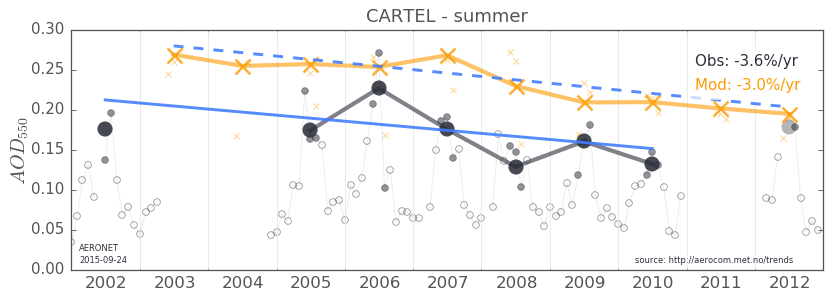 CARTEL - summer
0.30
0.25
0.20
0.15
0.10
0.05
0.00
AOD550
Obs: -3.6%/yr
Mod: -3.0%/yr
AERONET
2015-09-24
source: http://aerocom.met.no/trends
2002 2003 2004 2005 2006 2007 2008 2009 2010 2011 2012